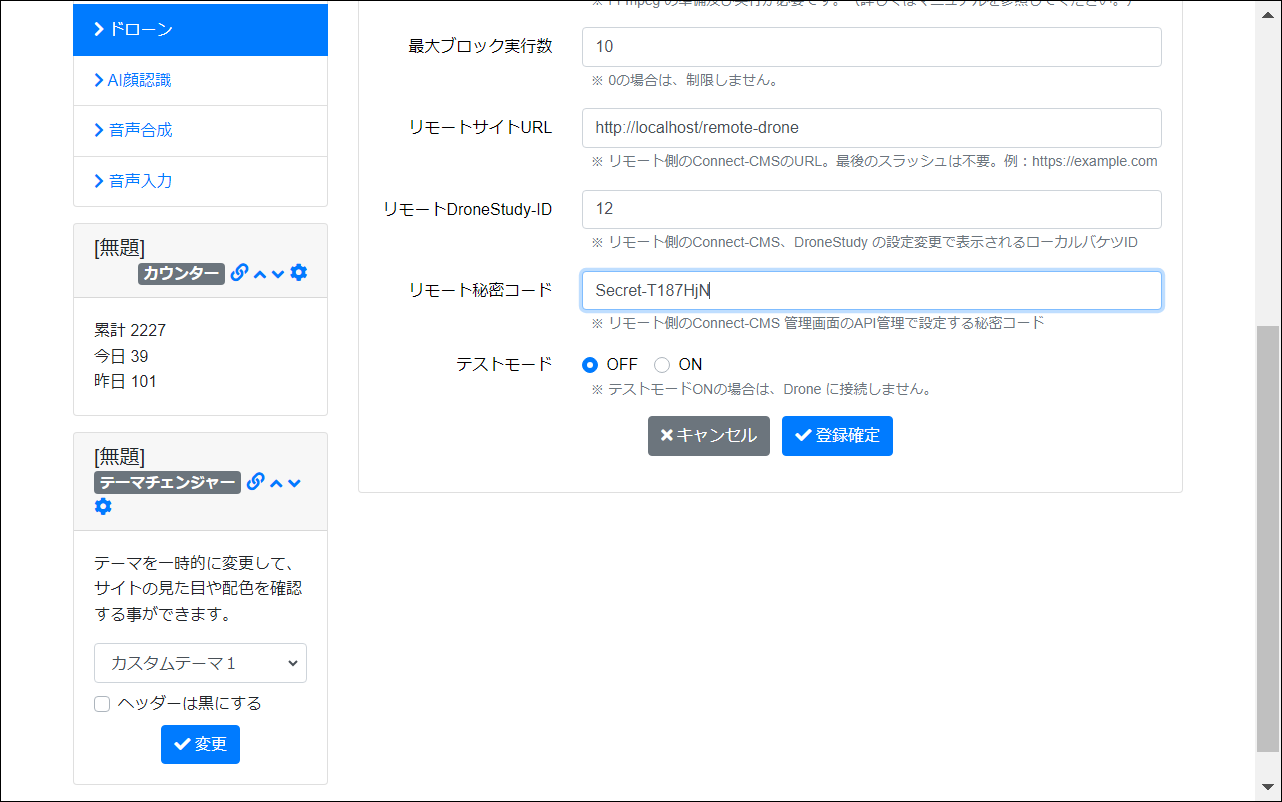 ドローン
AI顔認識
音声合成
音声入力
[無題]
カウンター
累計 2227
今日 39
昨日 101
[無題]
テーマチェンジャー
テーマを一時的に変更して、
サイトの見た目や配色を確認
する事ができます。
カスタムテーマ１
ヘッダーは黒にする
変更
最大ブロック実行数
10
※ 0の場合は、制限しません。
リモートサイトURL
http://localhost/remote-drone
※ リモート側のConnect-CMSのURL。最後のスラッシュは不要。例：https://example.com
リモートDroneStudy-ID
12
※ リモート側のConnect-CMS、DroneStudy の設定変更で表示されるローカルバケツID
リモート秘密コード
Secret-T187HjN
※ リモート側のConnect-CMS 管理画面のAPI管理で設定する秘密コード
テストモード
OFF ON
※ テストモードONの場合は、Drone に接続しません。
キャンセル 登録確定